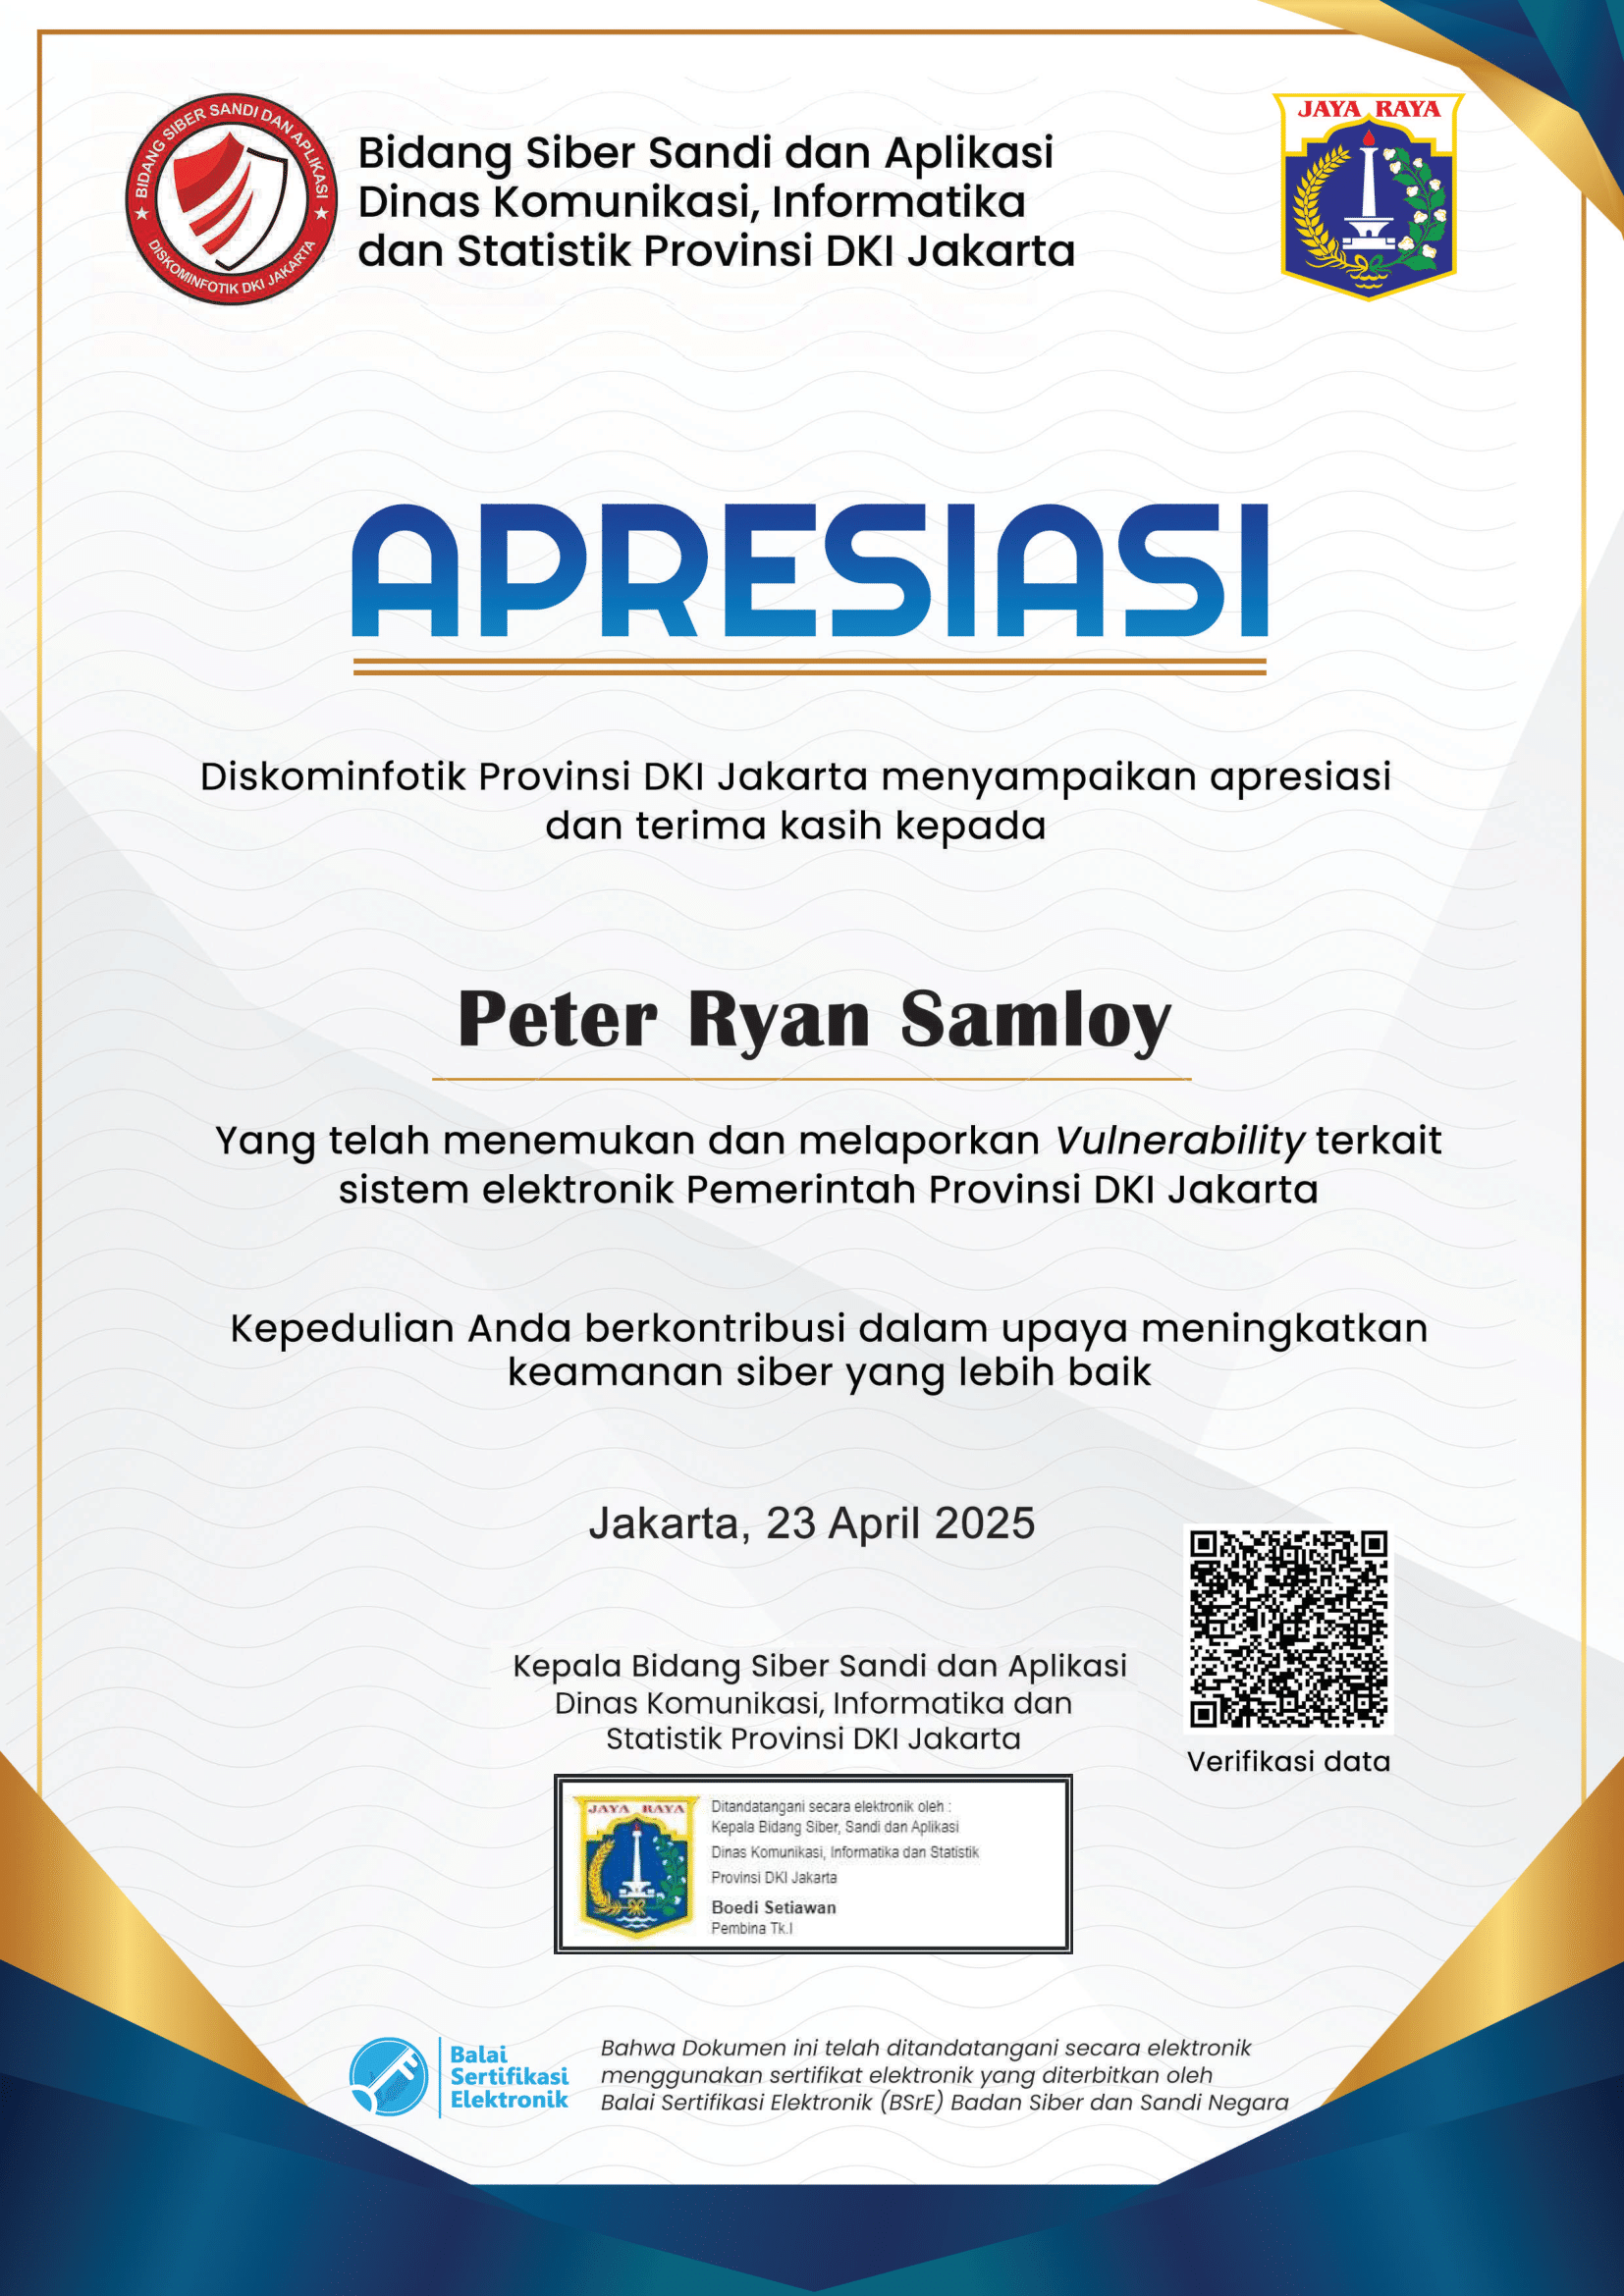 BIDANG SIBER SANDI DAN APLIKASI
DISKOMINFOTIK DKI JAKARTA
Bidang Siber Sandi dan Aplikasi
Dinas Komunikasi, Informatika
dan Statistik Provinsi DKI Jakarta
JAYA RAYA
APRESIASI
Diskominfotik Provinsi DKI Jakarta menyampaikan apresiasi
dan terima kasih kepada
Peter Ryan Samloy
Yang telah menemukan dan melaporkan Vulnerability terkait
sistem elektronik Pemerintah Provinsi DKI Jakarta
Kepedulian Anda berkontribusi dalam upaya meningkatkan
keamanan siber yang lebih baik
Jakarta, 23 April 2025
Verifikasi data
Kepala Bidang Siber Sandi dan Aplikasi
Dinas Komunikasi, Informatika dan
Statistik Provinsi DKI Jakarta
JAYA RAYA
Ditandatangani secara elektronik oleh :
Kepala Bidang Siber, Sandi dan Aplikasi
Dinas Komunikasi, Informatika dan Statistik
Provinsi DKI Jakarta
Boedi Setiawan
Pembina Tk.I
Balai
Sertifikasi
Elektronik
Bahwa Dokumen ini telah ditandatangani secara elektronik
menggunakan sertifikat elektronik yang diterbitkan oleh
Balai Sertifikasi Elektronik (BSrE) Badan Siber dan Sandi Negara